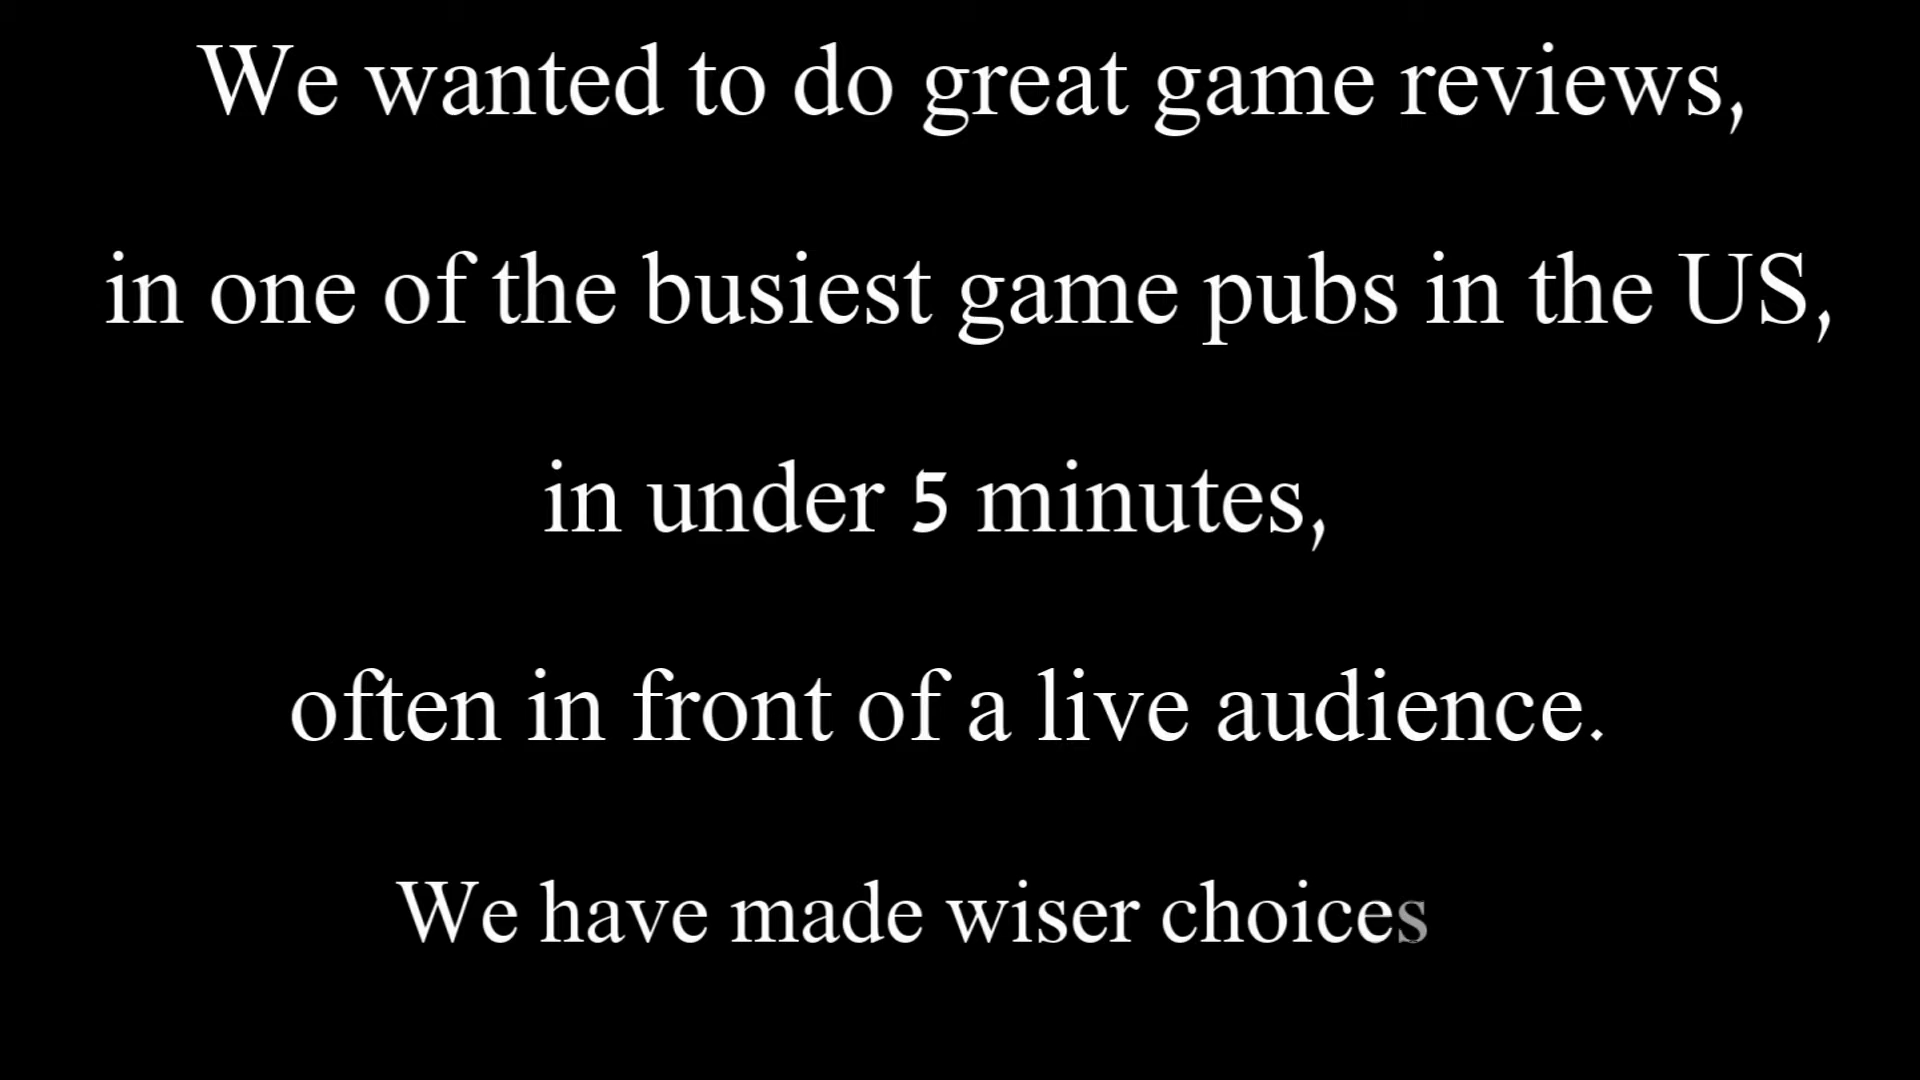 We wanted to do great game reviews,
in one of the busiest game pubs in the US,
in under 5 minutes,
often in front of a live audience.
We have made wiser choices